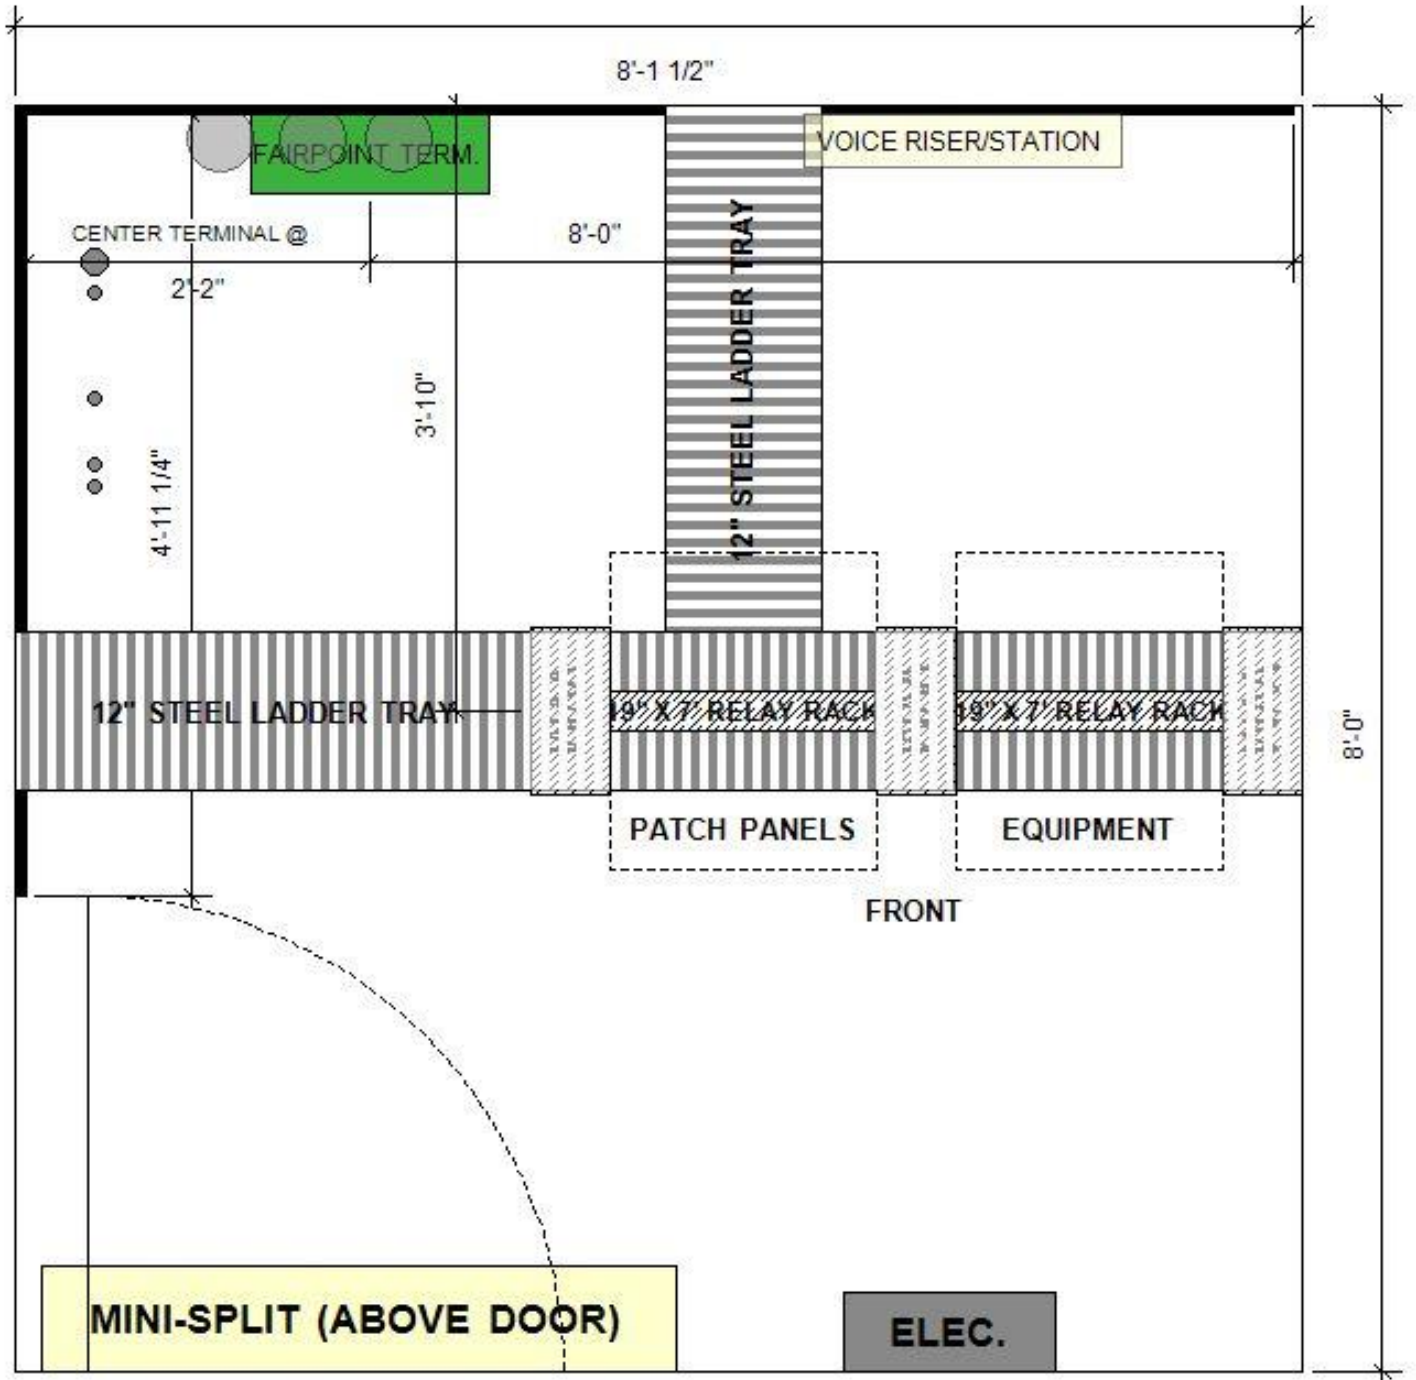 8'-1 1/2"
FAIRPOINT TERM.
VOICE RISER/STATION
CENTER TERMINAL @
2'-2"
8'-0"
12" STEEL LADDER TRAY
3'-10"
4'-11 1/4"
12" STEEL LADDER TRAY
19" X 7' RELAY RACK
19" X 7' RELAY RACK
8'-0"
PATCH PANELS
EQUIPMENT
FRONT
MINI-SPLIT (ABOVE DOOR)
ELEC.